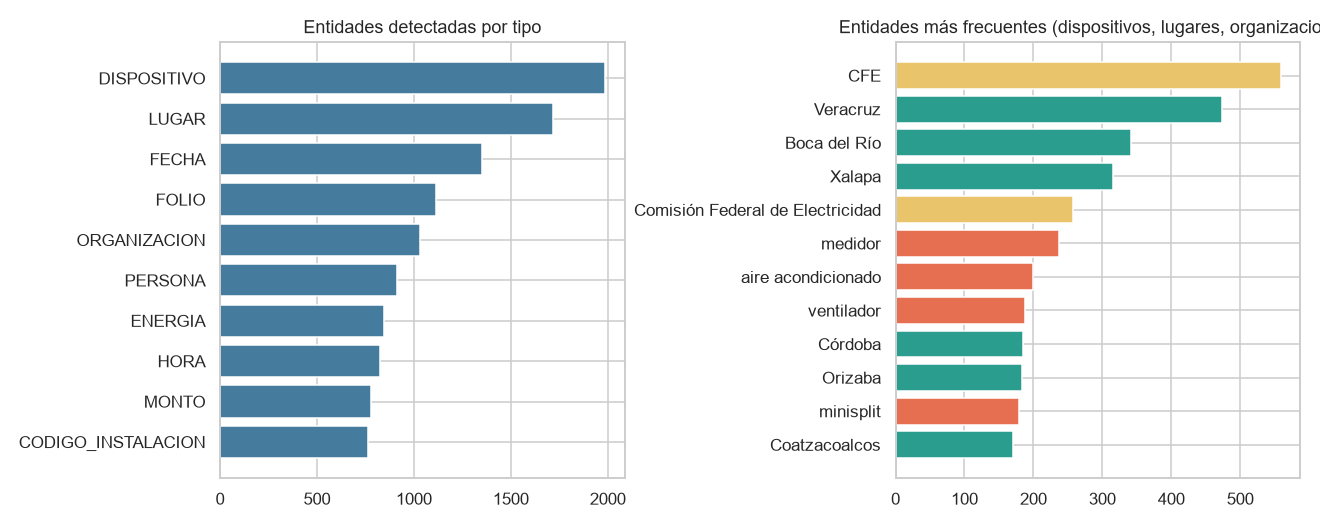 Entidades detectadas por tipo
DISPOSITIVO
LUGAR
FECHA
FOLIO
ORGANIZACION
PERSONA
ENERGIA
HORA
MONTO
CODIGO_INSTALACION
0 500 1000 1500 2000
Entidades más frecuentes (dispositivos, lugares, organizacio
CFE
Veracruz
Boca del Río
Xalapa
Comisión Federal de Electricidad
medidor
aire acondicionado
ventilador
Córdoba
Orizaba
minisplit
Coatzacoalcos
0 100 200 300 400 500